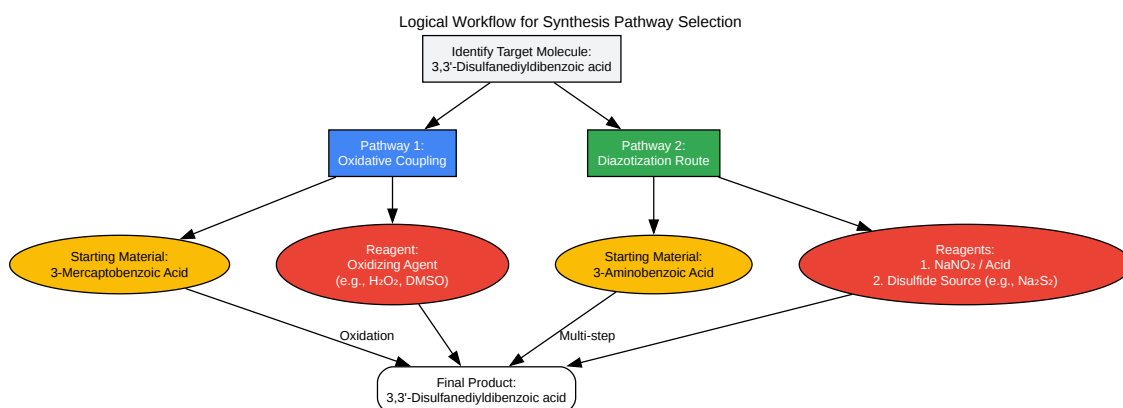 Logical Workflow for Synthesis Pathway Selection
Identify Target Molecule:
3,3'-Disulfanediyldibenzoic acid
Pathway 1:
Oxidative Coupling
Pathway 2:
Diazotization Route
Starting Material:
3-Mercaptobenzoic Acid
Reagent:
Oxidizing Agent
(e.g., H₂O₂, DMSO)
Starting Material:
3-Aminobenzoic Acid
Reagents:
1. NaNO₂ / Acid
2. Disulfide Source (e.g., Na₂S₂)
Oxidation
Multi-step
Final Product:
3,3'-Disulfanediyldibenzoic acid